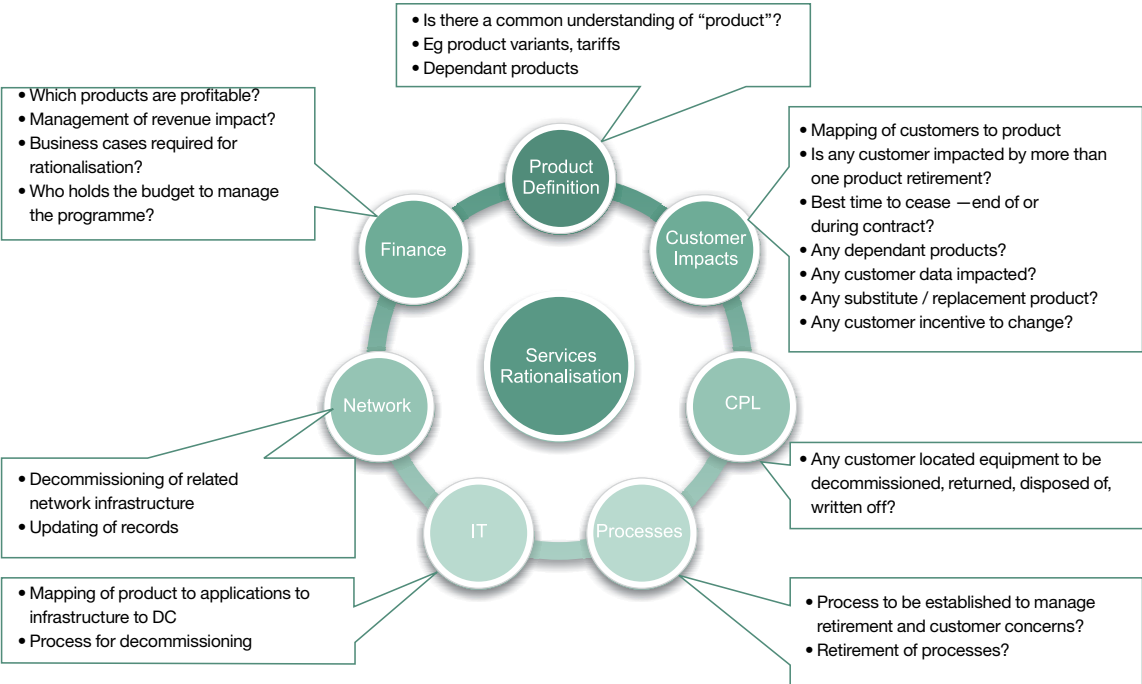 • Is there a common understanding of “product”?
• Eg product variants, tariffs
• Dependant products
• Which products are profitable?
• Management of revenue impact?
• Business cases required for
rationalisation?
• Who holds the budget to manage
the programme?
• Mapping of customers to product
• Is any customer impacted by more than
one product retirement?
• Best time to cease —end of or
during contract?
• Any dependant products?
• Any customer data impacted?
• Any substitute / replacement product?
• Any customer incentive to change?
Product
Definition
Finance
Customer
Impacts
Services
Rationalisation
Network
CPL
IT
Processes
• Decommissioning of related
network infrastructure
• Updating of records
• Any customer located equipment to be
decommissioned, returned, disposed of,
written off?
• Mapping of product to applications to
infrastructure to DC
• Process for decommissioning
• Process to be established to manage
retirement and customer concerns?
• Retirement of processes?